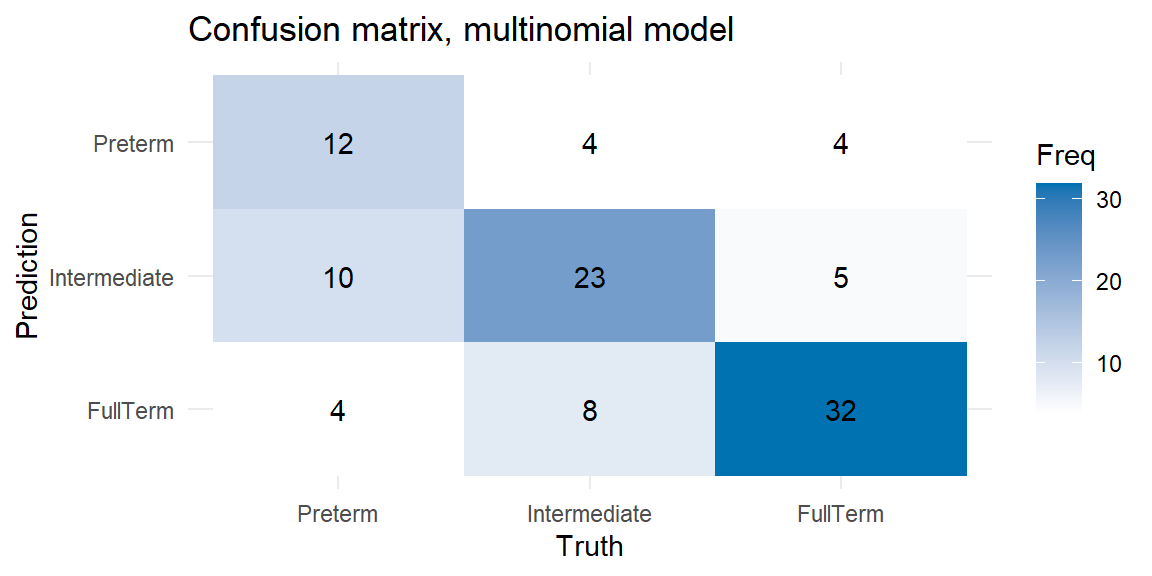 Confusion matrix, multinomial model
Prediction
Preterm
12
4
4
Intermediate
10
23
5
FullTerm
4
8
32
Preterm
Intermediate
FullTerm
Truth
Freq
30
20
10